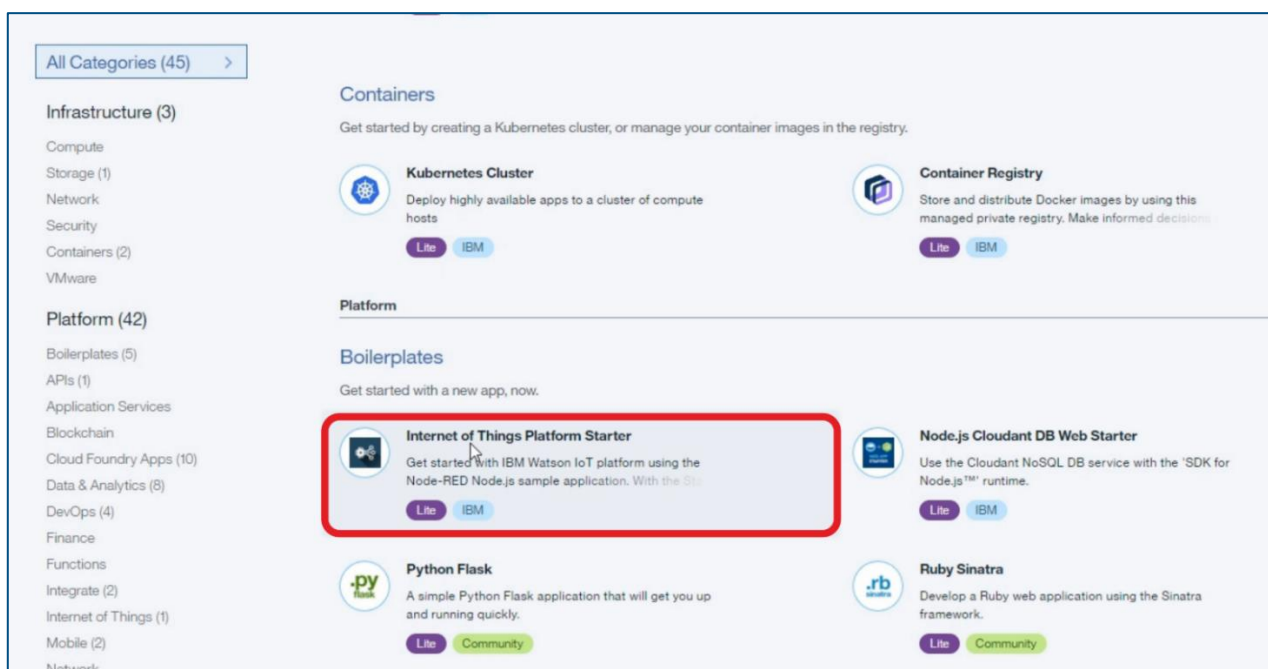 All Categories (45)
Infrastructure (3)
Compute
Storage (1)
Network
Security
Containers (2)
VMware
Platform (42)
Boilerplates (5)
APIs (1)
Application Services
Blockchain
Cloud Foundry Apps (10)
Data & Analytics (8)
DevOps (4)
Finance
Functions
Integrate (2)
Internet of Things (1)
Mobile (2)
Network
Containers
Get started by creating a Kubernetes cluster, or manage your container images in the registry.
Kubernetes Cluster
Deploy highly available apps to a cluster of compute
hosts
Lite IBM
Container Registry
Store and distribute Docker images by using this
managed private registry. Make informed decisions
Lite IBM
Platform
Boilerplates
Get started with a new app, now.
Internet of Things Platform Starter
Get started with IBM Watson IoT platform using the
Node-RED Node.js sample application. With the
Lite IBM
Node.js Cloudant DB Web Starter
Use the Cloudant NoSQL DB service with the 'SDK for
Node.js™' runtime.
Lite IBM
.py
flask
Python Flask
A simple Python Flask application that will get you up
and running quickly.
Lite Community
.rb
sinatra
Ruby Sinatra
Develop a Ruby web application using the Sinatra
framework.
Lite Community